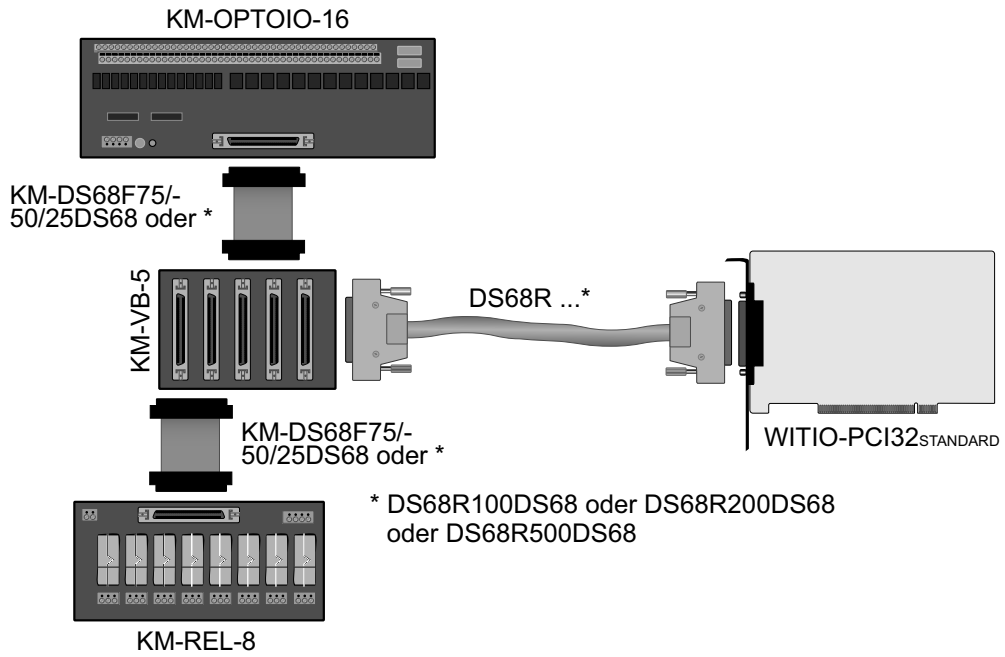 KM-OPTOIO-16
KM-DS68F75/-
50/25DS68 oder *
KM-VB-5
DS68R ...*
WITIO-PCI32STANDARD
KM-DS68F75/-
50/25DS68 oder *
* DS68R100DS68 oder DS68R200DS68
oder DS68R500DS68
KM-REL-8